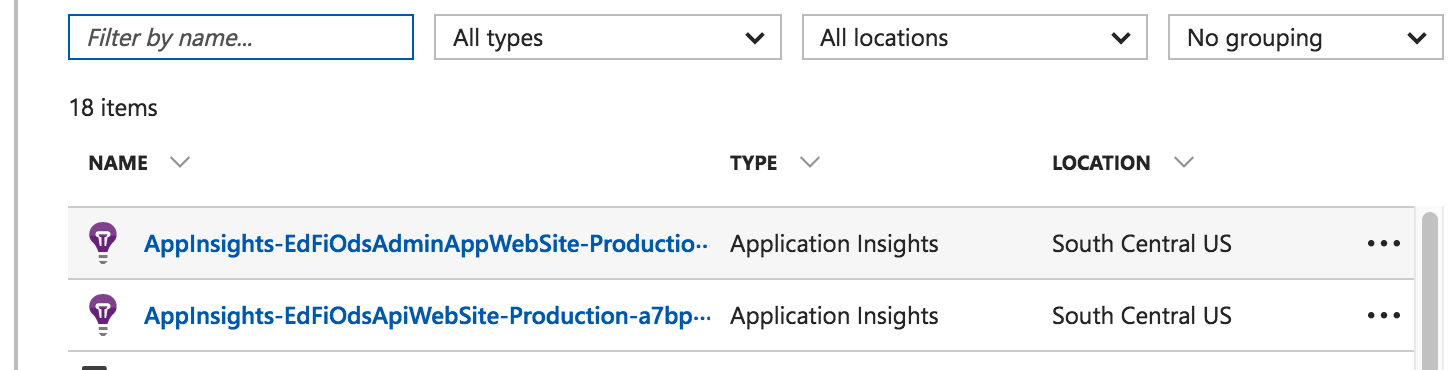 Filter by name... All types All locations No grouping
18 items
NAME TYPE LOCATION
AppInsights-EdFiOdsAdminAppWebSite-Productio... Application Insights South Central US ...
AppInsights-EdFiOdsApiWebSite-Production-a7bp... Application Insights South Central US ...